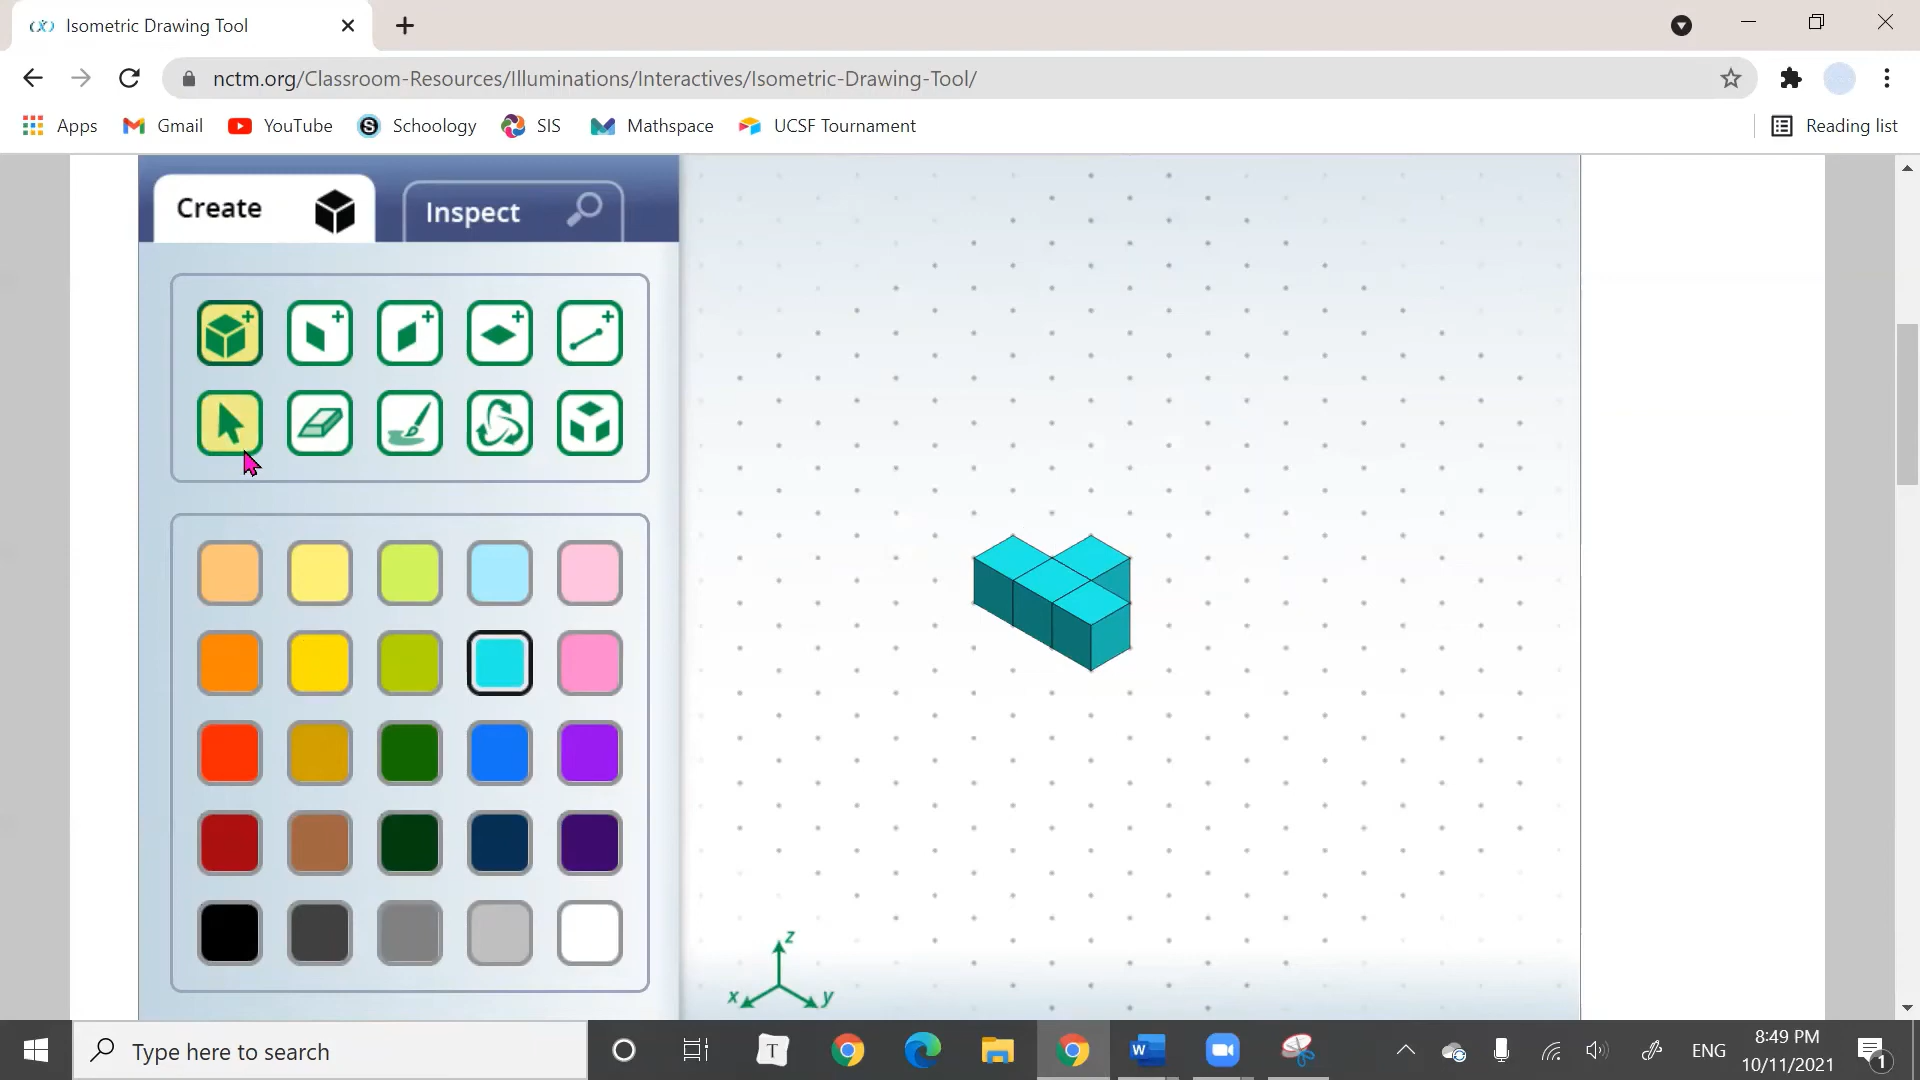 Isometric Drawing Tool
nctm.org/Classroom-Resources/Illuminations/Interactives/Isometric-Drawing-Tool/
Apps Gmail YouTube Schoology SIS Mathspace UCSF Tournament Reading list
Create Inspect
z
x y
Type here to search
T
W
ENG
8:49 PM
10/11/2021
1